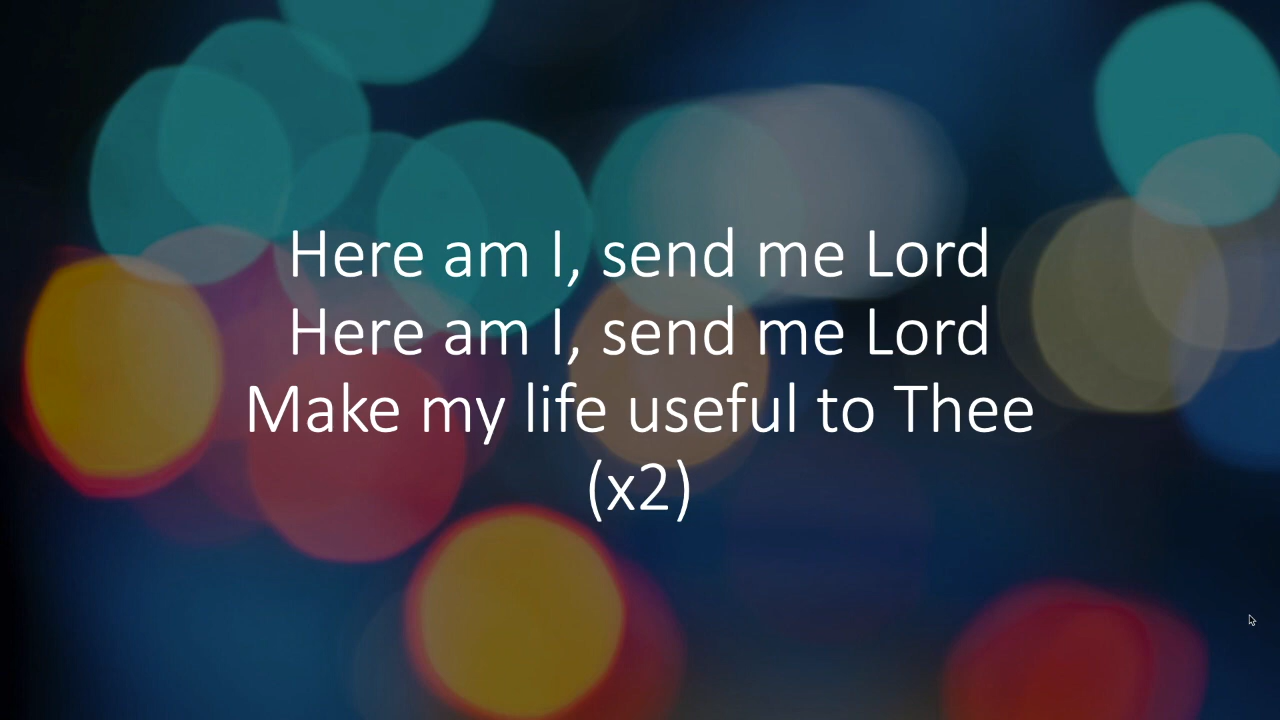 Here am I, send me Lord
Here am I, send me Lord
Make my life useful to Thee
(x2)